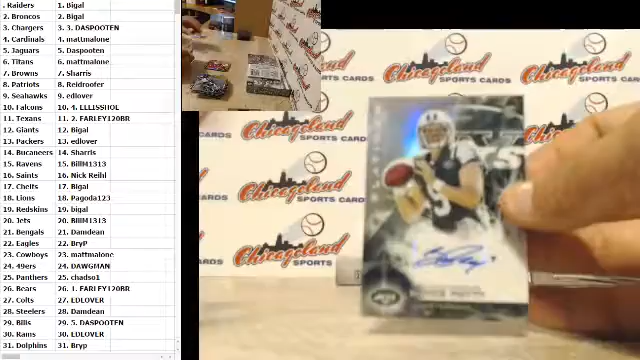 . Raiders 1. Bigal
2. Broncos 2. Bigal
3. Chargers 3. 3. DASPOOTEN
4. Cardinals 4. mattmalone
5. Jaguars 5. Daspooten
6. Titans 6. mattmalone
7. Browns 7. Sharris
8. Patriots 8. Reidroofer
9. Seahawks 9. edlover
10. Falcons 10. 4. ELLISSHOE
11. Texans 11. 2. FARLEY120BR
12. Giants 12. Bigal
13. Packers 13. edlover
14. Bucaneers 14. Sharris
15. Ravens 15. BillM1313
16. Saints 16. Nick Reihl
17. Cheifs 17. Bigal
18. Lions 18. Pagoda123
19. Redskins 19. bigal
20. Jets 20. BillM1313
21. Bengals 21. Damdean
22. Eagles 22. BryP
23. Cowboys 23. mattmalone
24. 49ers 24. DAWGMAN
25. Panthers 25. chadso1
26. Bears 26. 1. FARLEY120BR
27. Colts 27. EDLOVER
28. Steelers 28. Damdean
29. Bills 29. 5. DASPOOTEN
30. Rams 30. EDLOVER
31. Dolphins 31. Bryp
Chicagoland
SPORTS CARDS
Chicagoland
SPORTS CARDS
Chicagoland
SPORTS CARDS
CARDS
Chicagoland
SPORTS CARDS
Chicagoland
SPORTS